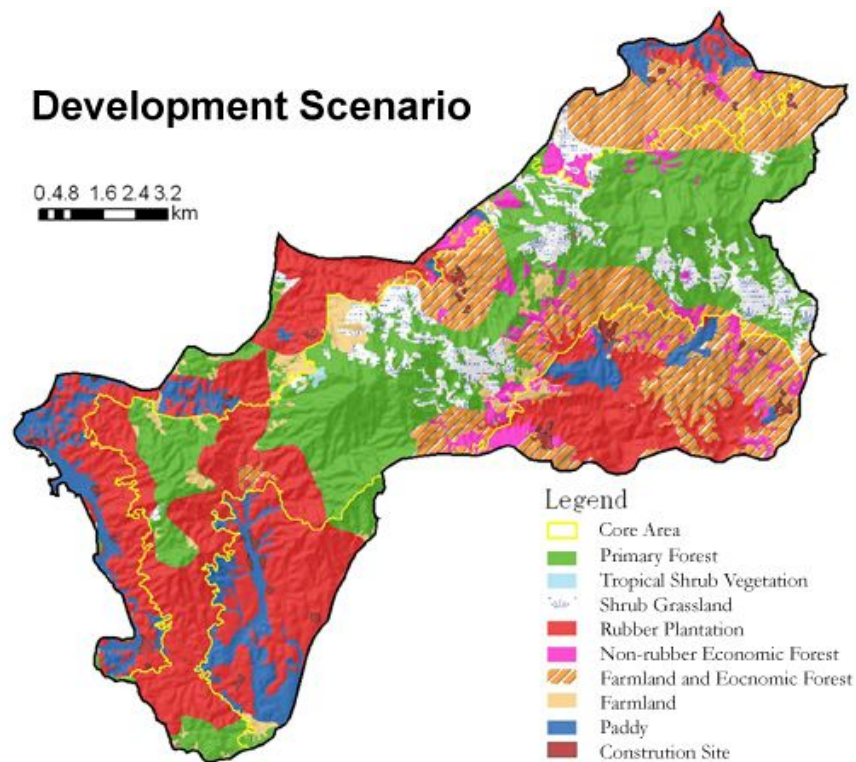 Development Scenario
0.4.8 1.6 2.4 3.2
km
Legend
Core Area
Primary Forest
Tropical Shrub Vegetation
Shrub Grassland
Rubber Plantation
Non-rubber Economic Forest
Farmland and Eocnomic Forest
Farmland
Paddy
Constrution Site